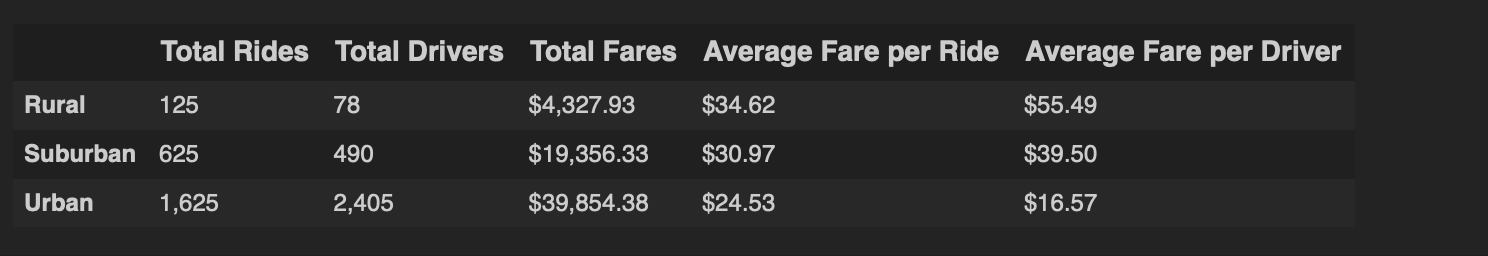 Total Rides Total Drivers Total Fares Average Fare per Ride Average Fare per Driver
Rural 125 78 $4,327.93 $34.62 $55.49
Suburban 625 490 $19,356.33 $30.97 $39.50
Urban 1,625 2,405 $39,854.38 $24.53 $16.57